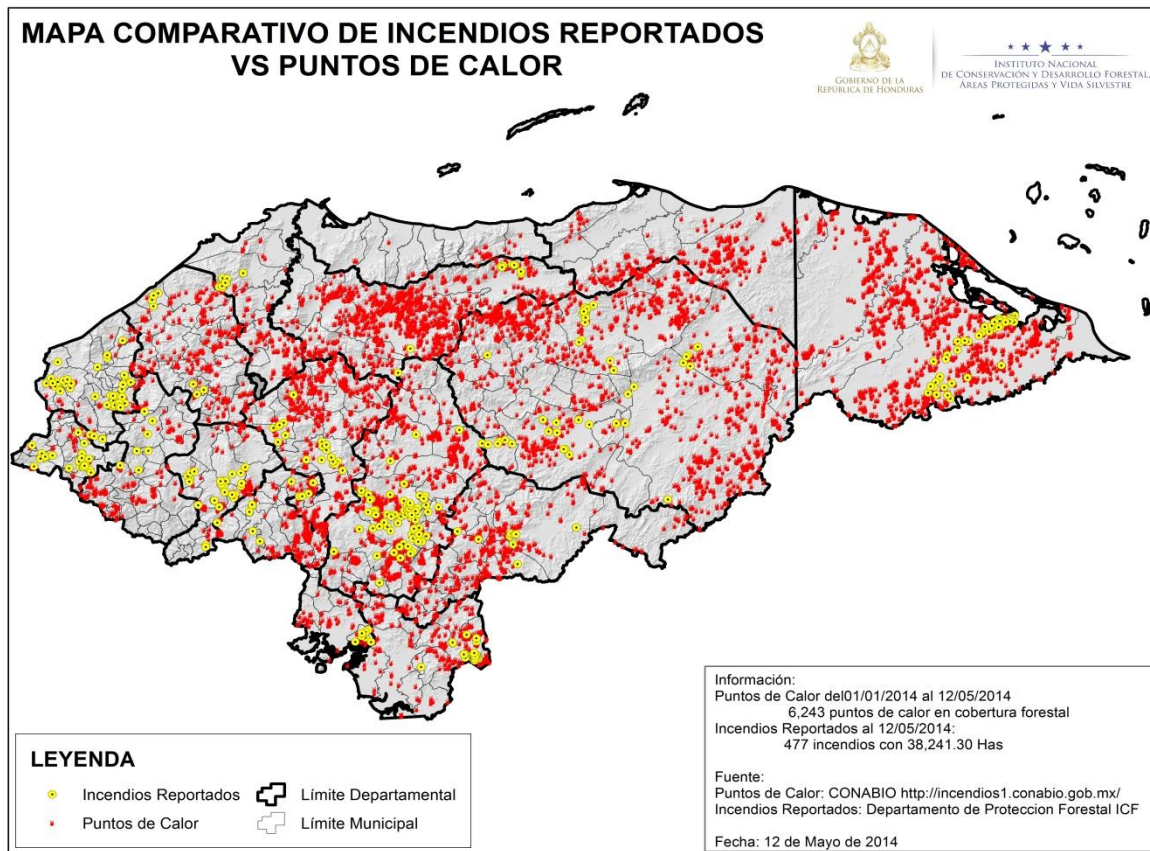 MAPA COMPARATIVO DE INCENDIOS REPORTADOS
VS PUNTOS DE CALOR
GOBIERNO DE LA
REPÚBLICA DE HONDURAS
INSTITUTO NACIONAL
DE CONSERVACIÓN Y DESARROLLO FORESTAL,
ÁREAS PROTEGIDAS Y VIDA SILVESTRE
LEYENDA
Incendios Reportados
Límite Departamental
Puntos de Calor
Límite Municipal
Información:
Puntos de Calor del01/01/2014 al 12/05/2014
6,243 puntos de calor en cobertura forestal
Incendios Reportados al 12/05/2014:
477 incendios con 38,241.30 Has
Fuente:
Puntos de Calor: CONABIO http://incendios1.conabio.gob.mx/
Incendios Reportados: Departamento de Proteccion Forestal ICF
Fecha: 12 de Mayo de 2014